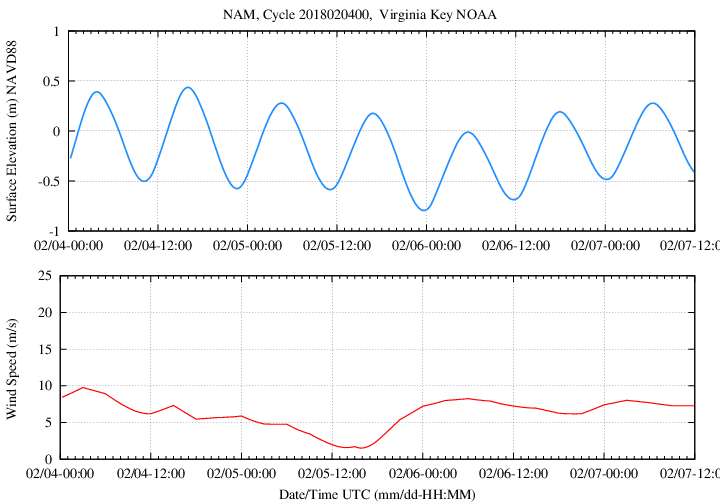 NAM, Cycle 2018020400,  Virginia Key NOAA
Surface Elevation (m) NAVD88
1
0.5
0
-0.5
-1
02/04-00:00 02/04-12:00 02/05-00:00 02/05-12:00 02/06-00:00 02/06-12:00 02/07-00:00 02/07-12:0
Wind Speed (m/s)
25
20
15
10
5
0
02/04-00:00 02/04-12:00 02/05-00:00 02/05-12:00 02/06-00:00 02/06-12:00 02/07-00:00 02/07-12:0
Date/Time UTC (mm/dd-HH:MM)